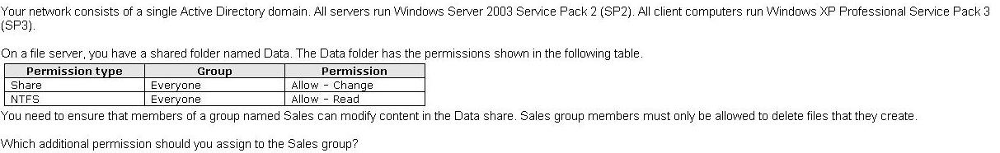 Your network consists of a single Active Directory domain. All servers run Windows Server 2003 Service Pack 2 (SP2). All client computers run Windows XP Professional Service Pack 3
(SP3).
On a file server, you have a shared folder named Data. The Data folder has the permissions shown in the following table.
Permission type Group Permission
Share Everyone Allow - Change
NTFS Everyone Allow - Read
You need to ensure that members of a group named Sales can modify content in the Data share. Sales group members must only be allowed to delete files that they create.
Which additional permission should you assign to the Sales group?